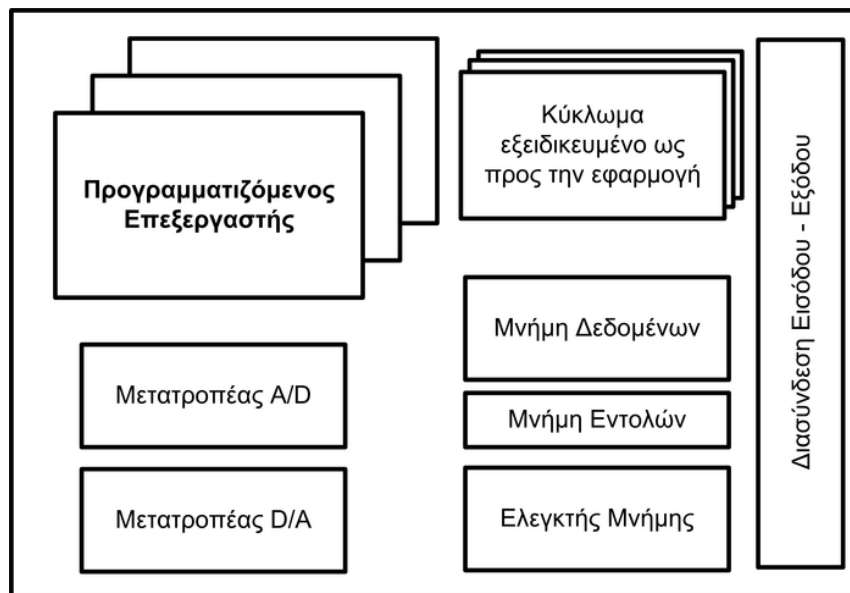 Προγραμματιζόμενος
Επεξεργαστής
Κύκλωμα
εξειδικευμένο ως
προς την εφαρμογή
Μετατροπέας A/D
Μετατροπέας D/A
Μνήμη Δεδομένων
Μνήμη Εντολών
Ελεγκτής Μνήμης
Διασύνδεση Εισόδου - Εξόδου